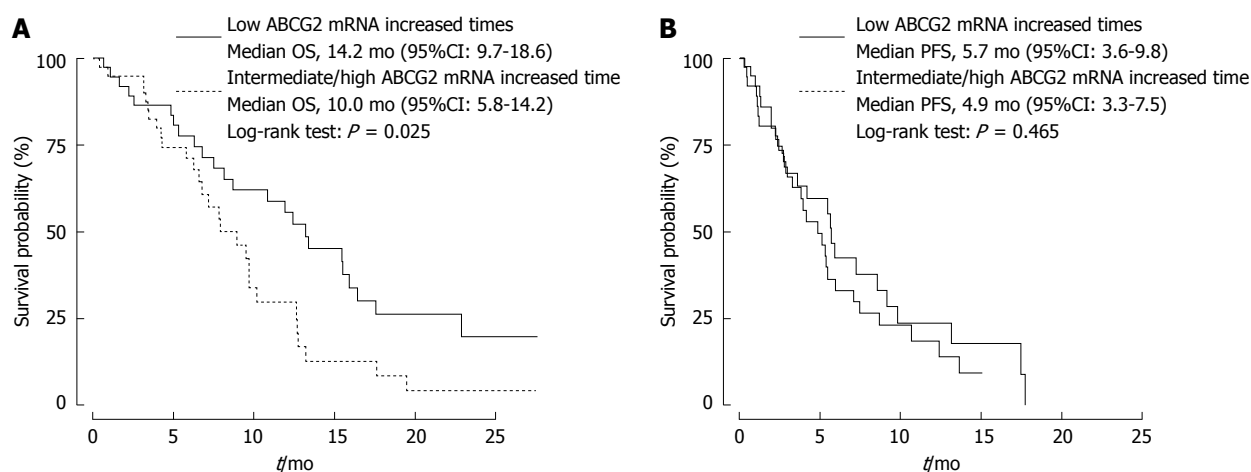 A
Low ABCG2 mRNA increased times
Median OS, 14.2 mo (95%CI: 9.7-18.6)
Intermediate/high ABCG2 mRNA increased time
Median OS, 10.0 mo (95%CI: 5.8-14.2)
Log-rank test: P = 0.025
100
75
50
25
0
Survival probability (%)
0 5 10 15 20 25
t/mo
B
Low ABCG2 mRNA increased times
Median PFS, 5.7 mo (95%CI: 3.6-9.8)
Intermediate/high ABCG2 mRNA increased time
Median PFS, 4.9 mo (95%CI: 3.3-7.5)
Log-rank test: P = 0.465
100
75
50
25
0
Survival probability (%)
0 5 10 15 20 25
t/mo